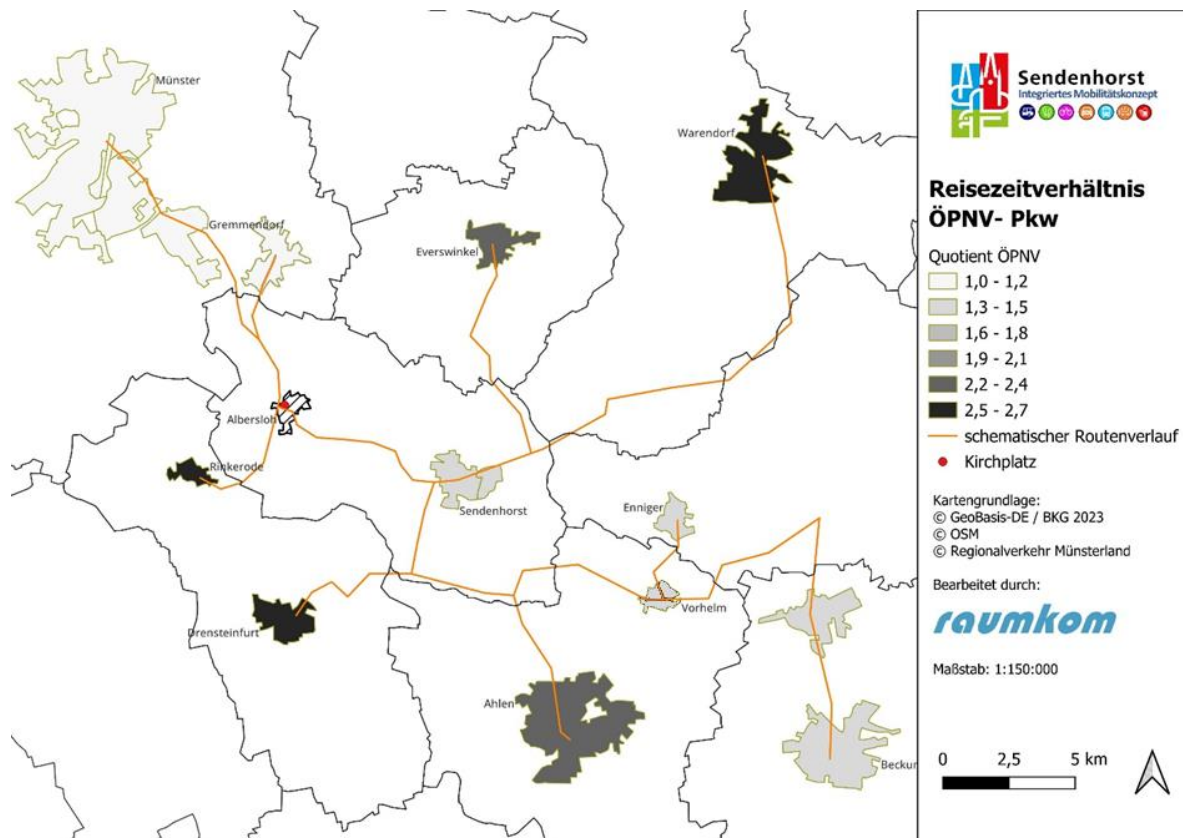 Münster
Gremmendorf
Warendorf
Everswinkel
Albersloh
Rinkerode
Sendenhorst
Enniger
Vorhelm
Drensteinfurt
Ahlen
Beckum
Sendenhorst
Integriertes Mobilitätskonzept
Reisezeitverhältnis
ÖPNV- Pkw
Quotient ÖPNV
1,0 - 1,2
1,3 - 1,5
1,6 - 1,8
1,9 - 2,1
2,2 - 2,4
2,5 - 2,7
schematischer Routenverlauf
Kirchplatz
Kartengrundlage:
© GeoBasis-DE / BKG 2023
© OSM
© Regionalverkehr Münsterland
Bearbeitet durch:
raumkom
Maßstab: 1:150:000
0 2,5 5 km